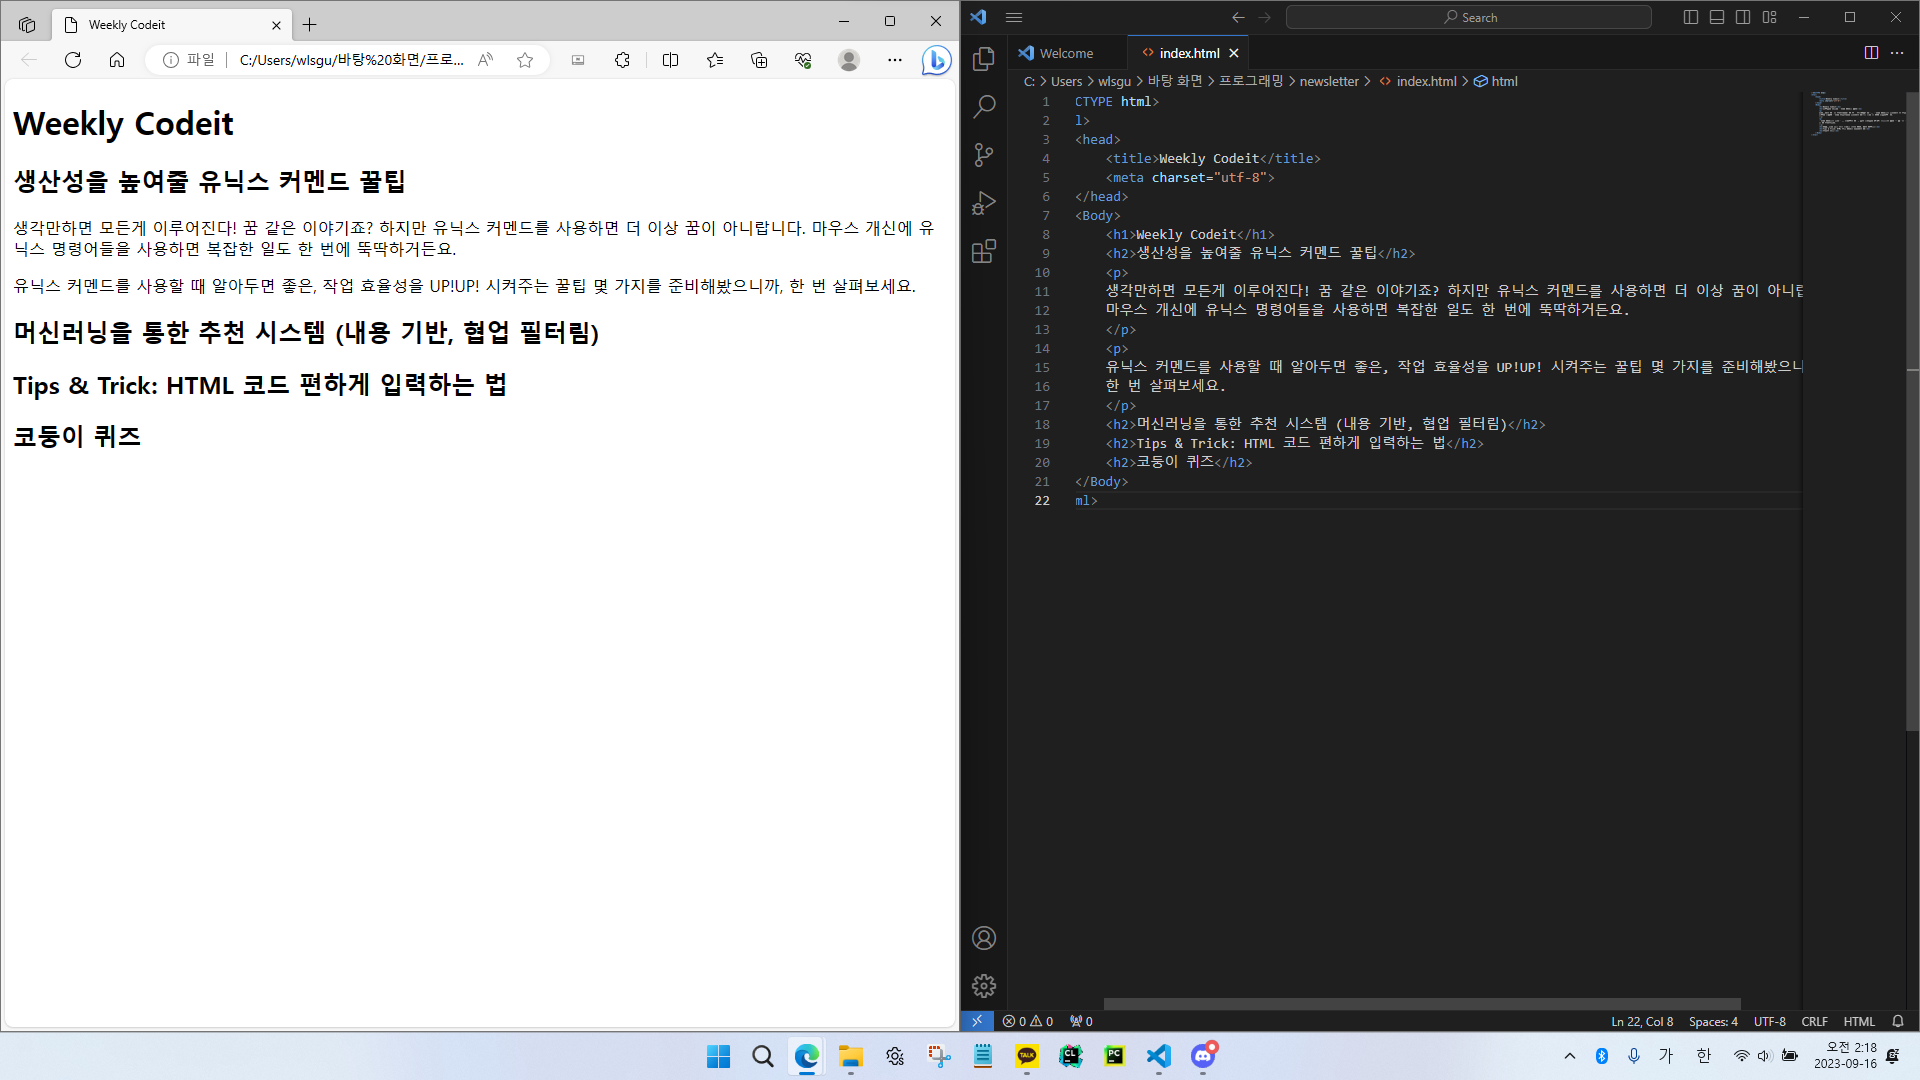 Weekly Codeit
파일
C:/Users/wlsgu/바탕%20화면/프로...
Weekly Codeit
생산성을 높여줄 유닉스 커멘드 꿀팁
생각만하면 모든게 이루어진다! 꿈 같은 이야기죠? 하지만 유닉스 커멘드를 사용하면 더 이상 꿈이 아니랍니다. 마우스 개신에 유
닉스 명령어들을 사용하면 복잡한 일도 한 번에 뚝딱하거든요.
유닉스 커멘드를 사용할 때 알아두면 좋은, 작업 효율성을 UP!UP! 시켜주는 꿀팁 몇 가지를 준비해봤으니까, 한 번 살펴보세요.
머신러닝을 통한 추천 시스템 (내용 기반, 협업 필터림)
Tips & Trick: HTML 코드 편하게 입력하는 법
코둥이 퀴즈
Search
Welcome
index.html
C: > Users > wlsgu > 바탕 화면 > 프로그래밍 > newsletter > index.html > html
1 CTYPE html>
2 l>
3 <head>
4 <title>Weekly Codeit</title>
5 <meta charset="utf-8">
6 </head>
7 <Body>
8 <h1>Weekly Codeit</h1>
9 <h2>생산성을 높여줄 유닉스 커멘드 꿀팁</h2>
10 <p>
11 생각만하면 모든게 이루어진다! 꿈 같은 이야기죠? 하지만 유닉스 커멘드를 사용하면 더 이상 꿈이 아니
12 마우스 개신에 유닉스 명령어들을 사용하면 복잡한 일도 한 번에 뚝딱하거든요.
13 </p>
14 <p>
15 유닉스 커멘드를 사용할 때 알아두면 좋은, 작업 효율성을 UP!UP! 시켜주는 꿀팁 몇 가지를 준비해봤으니
16 한 번 살펴보세요.
17 </p>
18 <h2>머신러닝을 통한 추천 시스템 (내용 기반, 협업 필터림)</h2>
19 <h2>Tips & Trick: HTML 코드 편하게 입력하는 법</h2>
20 <h2>코둥이 퀴즈</h2>
21 </Body>
22 ml>
0 0 0
Ln 22, Col 8 Spaces: 4 UTF-8 CRLF HTML
TALK CL PC
가 한
오전 2:18
2023-09-16